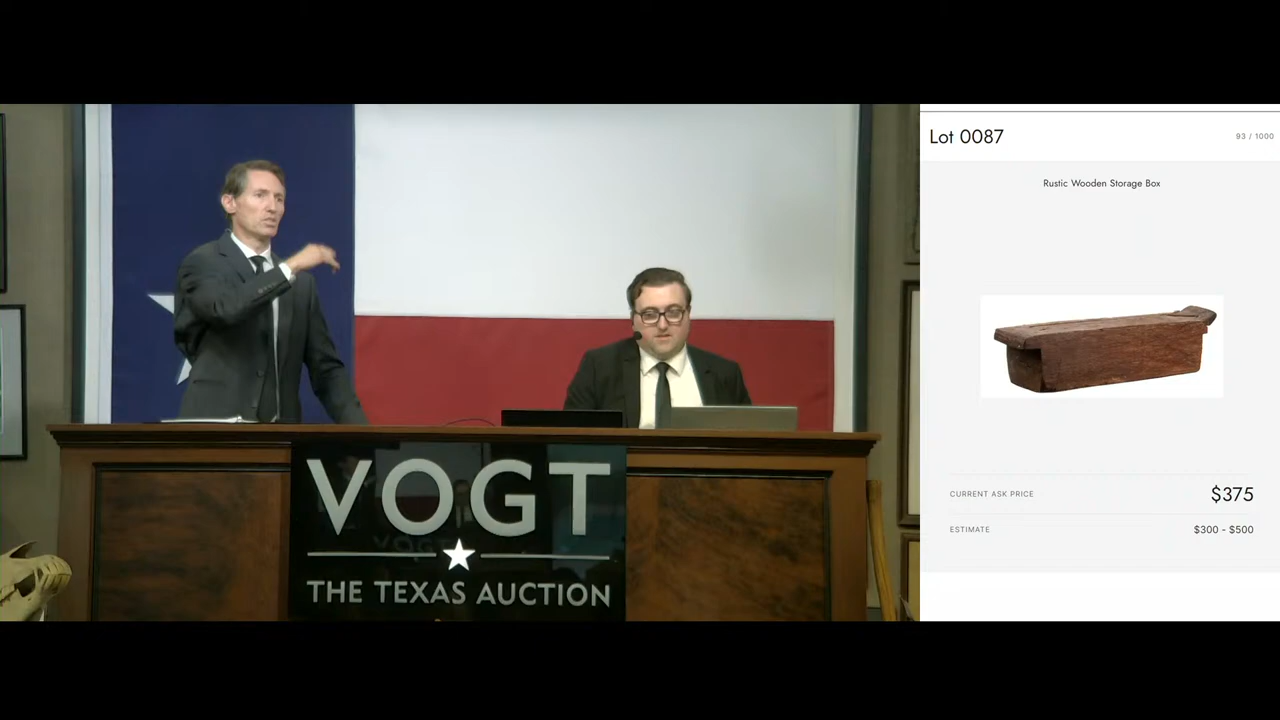 VOGT
THE TEXAS AUCTION
Lot 0087
93 / 1000
Rustic Wooden Storage Box
CURRENT ASK PRICE
$375
ESTIMATE
$300 - $500